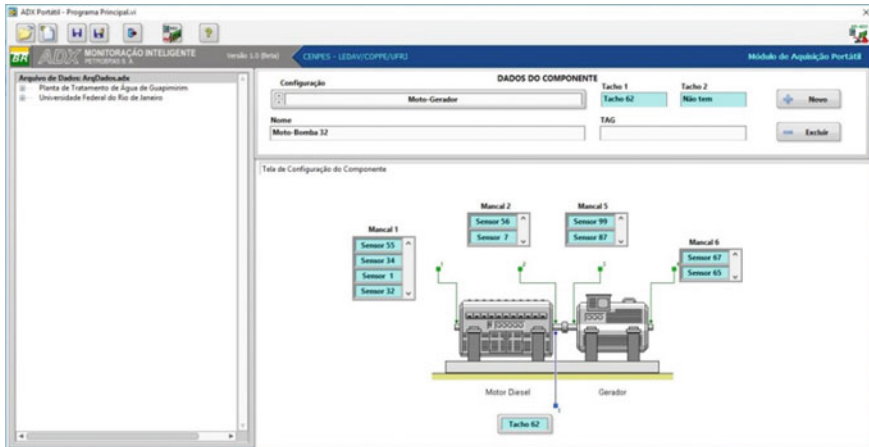 ADX Portátil - Programa Principal.vi
BR ADX MONITORAÇÃO INTELIGENTE
PETROBRAS S. A.
Versão 1.0 (Beta)
CENPES - LEDAV/COPPE/UFRJ
Módulo de Aquisição Portátil
Arquivo de Dados: ArqDados.adx
Planta de Tratamento de Água de Guapimirim
Universidade Federal do Rio de Janeiro
DADOS DO COMPONENTE
Configuração
Tacho 1
Tacho 2
Moto-Gerador
Tacho 62
Não tem
Novo
Nome
TAG
Moto-Bomba 32
Excluir
Tela de Configuração do Componente
Mancal 1
Sensor 55
Sensor 34
Sensor 1
Sensor 32
Mancal 2
Sensor 56
Sensor 7
Mancal 5
Sensor 99
Sensor 87
Mancal 6
Sensor 67
Sensor 65
Motor Diesel
Gerador
Tacho 62